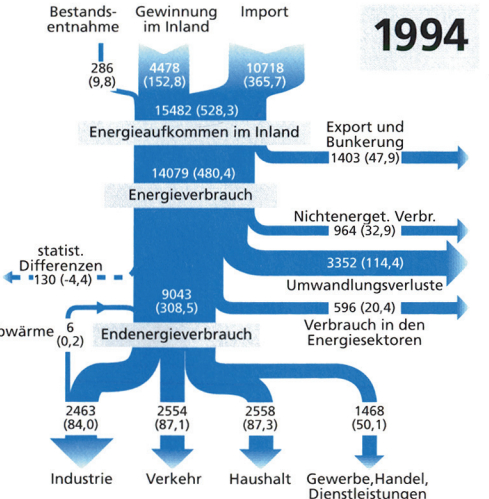 Bestands-
entnahme
Gewinnung
im Inland
Import
1994
286
(9,8)
4478
(152,8)
10718
(365,7)
15482 (528,3)
Energieaufkommen im Inland
Export und
Bunkerung
1403 (47,9)
14079 (480,4)
Energieverbrauch
Nichtenerget. Verbr.
964 (32,9)
statist.
Differenzen
-130 (-4,4)
3352 (114,4)
Umwandlungsverluste
9043
(308,5)
596 (20,4)
Verbrauch in den
Energiesektoren
wärme
6
(0,2)
Endenergieverbrauch
2463
(84,0)
2554
(87,1)
2558
(87,3)
1468
(50,1)
Industrie
Verkehr
Haushalt
Gewerbe,Handel,
Dienstleistungen